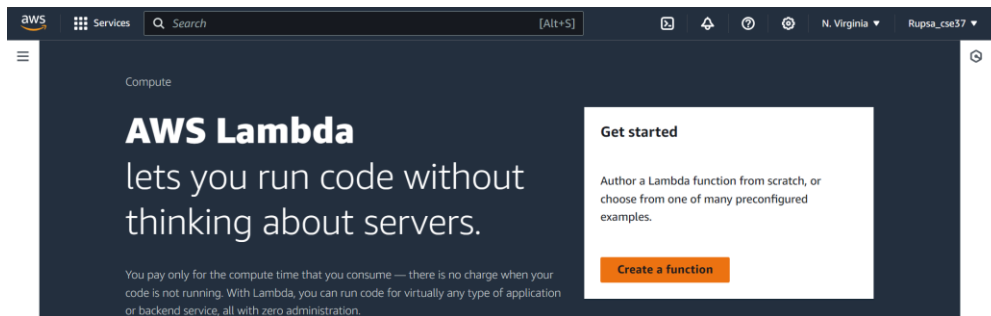 aws Services Search [Alt+S] N. Virginia Rupsa_cse37
Compute
AWS Lambda
lets you run code without
thinking about servers.
You pay only for the compute time that you consume — there is no charge when your
code is not running. With Lambda, you can run code for virtually any type of application
or backend service, all with zero administration.
Get started
Author a Lambda function from scratch, or
choose from one of many preconfigured
examples.
Create a function